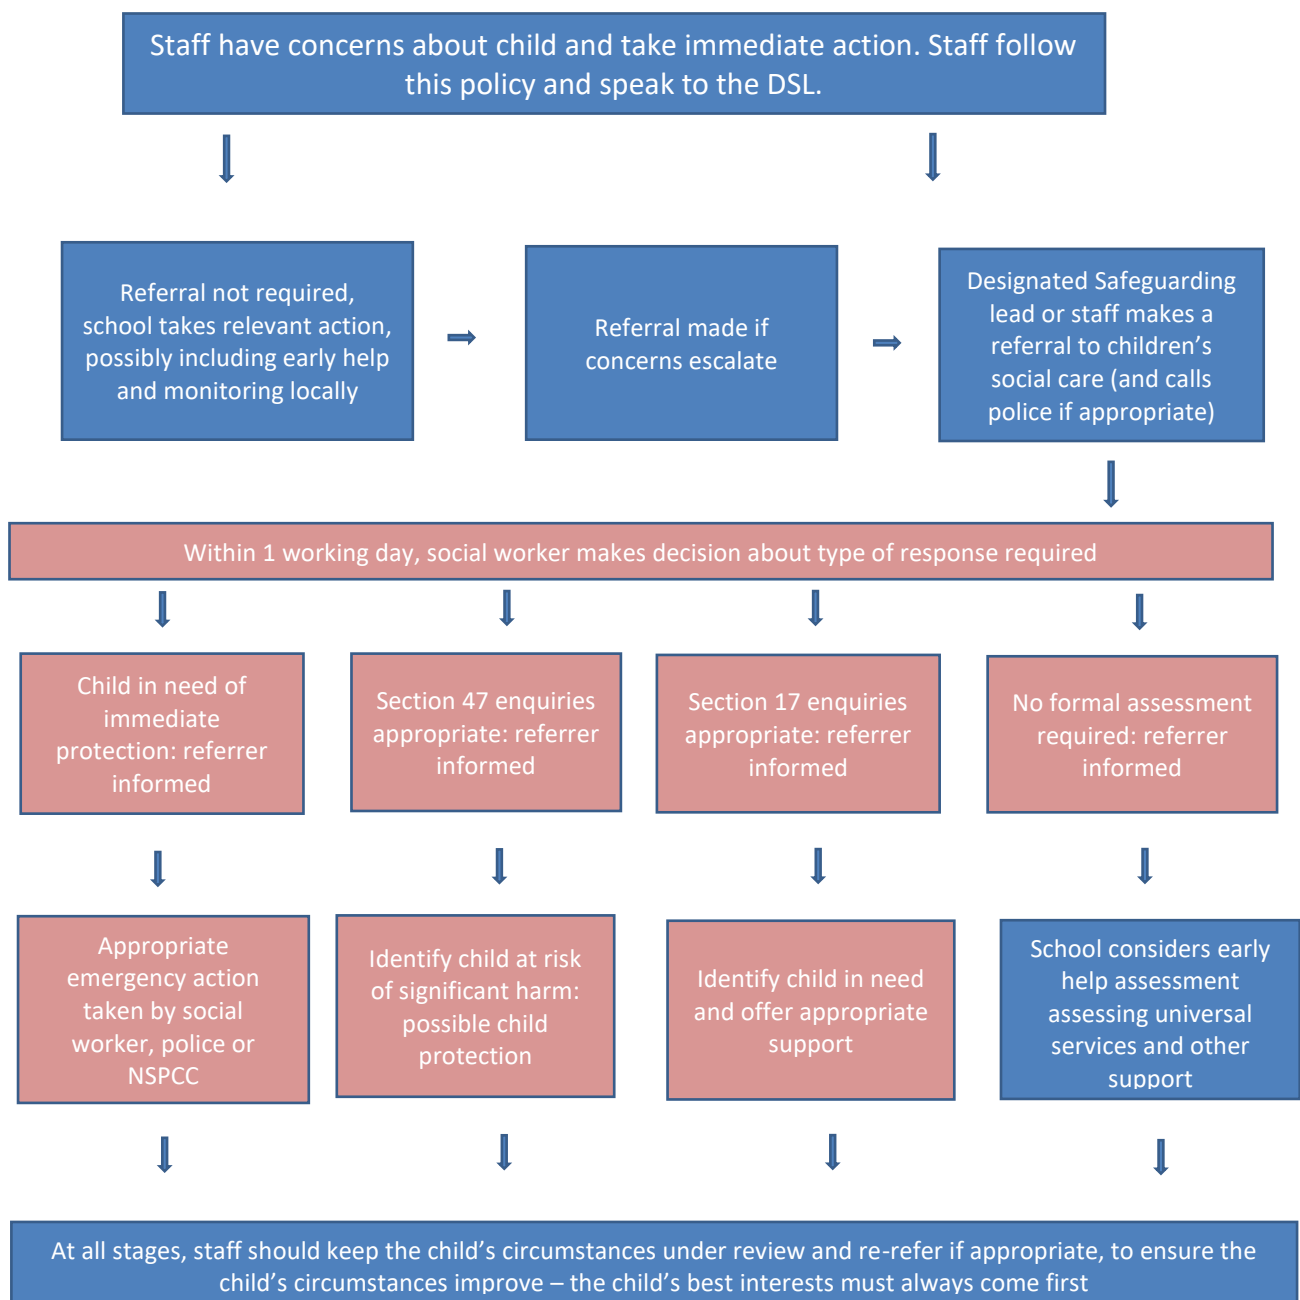 Staff have concerns about child and take immediate action. Staff follow
this policy and speak to the DSL.
Referral not required,
school takes relevant action,
possibly including early help
and monitoring locally
Referral made if
concerns escalate
Designated Safeguarding
lead or staff makes a
referral to children’s
social care (and calls
police if appropriate)
Within 1 working day, social worker makes decision about type of response required
Child in need of
immediate
protection: referrer
informed
Section 47 enquiries
appropriate: referrer
informed
Section 17 enquiries
appropriate: referrer
informed
No formal assessment
required: referrer
informed
Appropriate
emergency action
taken by social
worker, police or
NSPCC
Identify child at risk
of significant harm:
possible child
protection
Identify child in need
and offer appropriate
support
School considers early
help assessment
assessing universal
services and other
support
At all stages, staff should keep the child’s circumstances under review and re-refer if appropriate, to ensure the
child’s circumstances improve – the child’s best interests must always come first